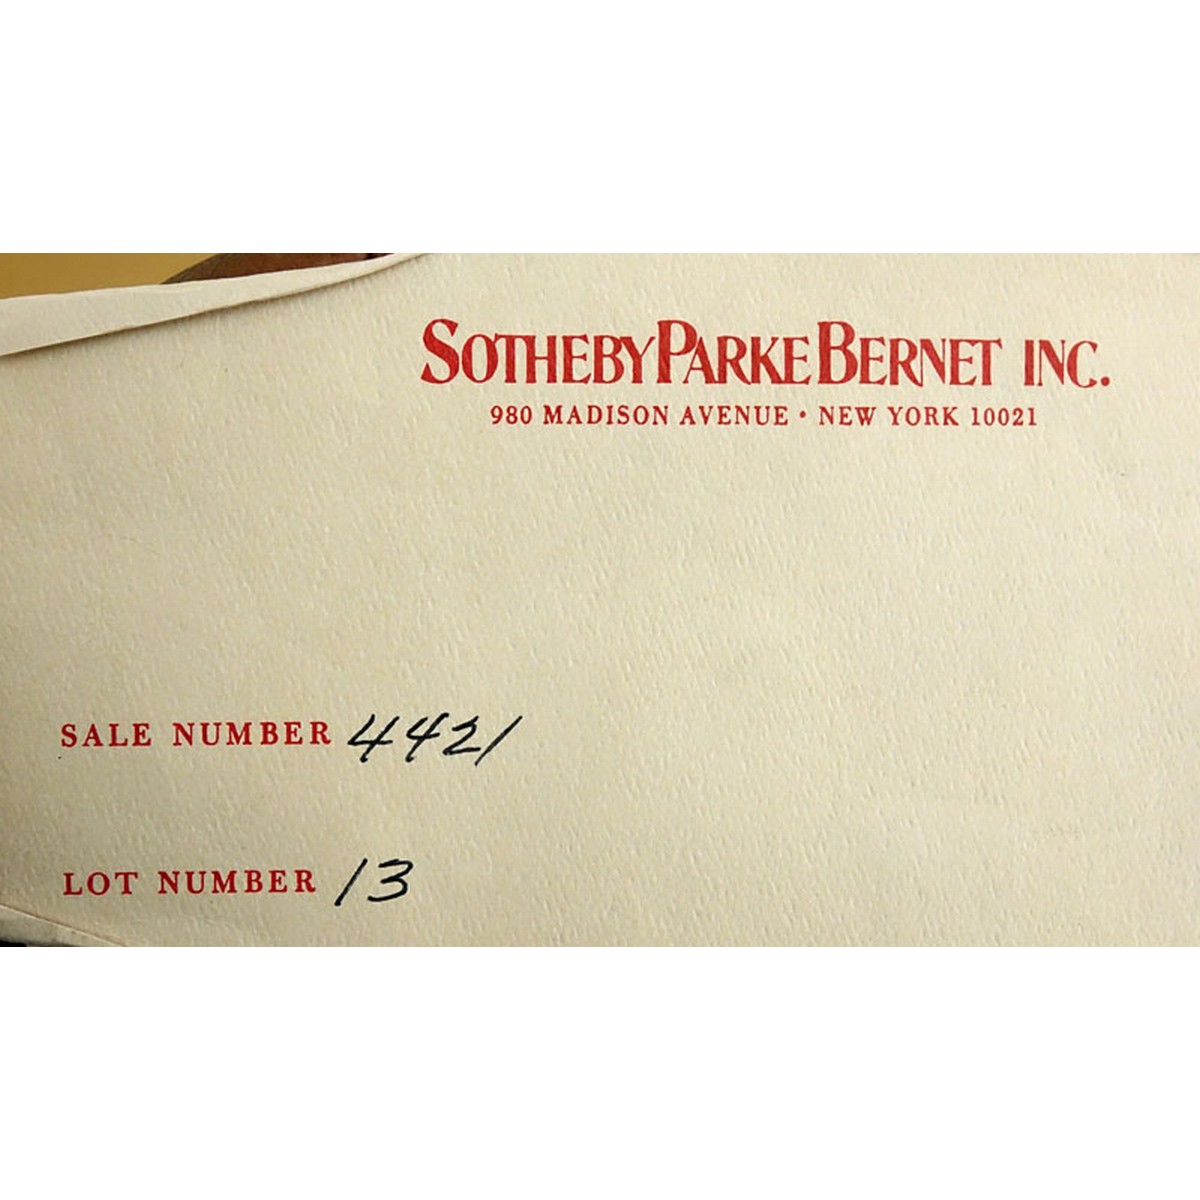 SOTHEBY PARKE BERNET INC.
980 MADISON AVENUE • NEW YORK 10021
SALE NUMBER 4421
LOT NUMBER 13